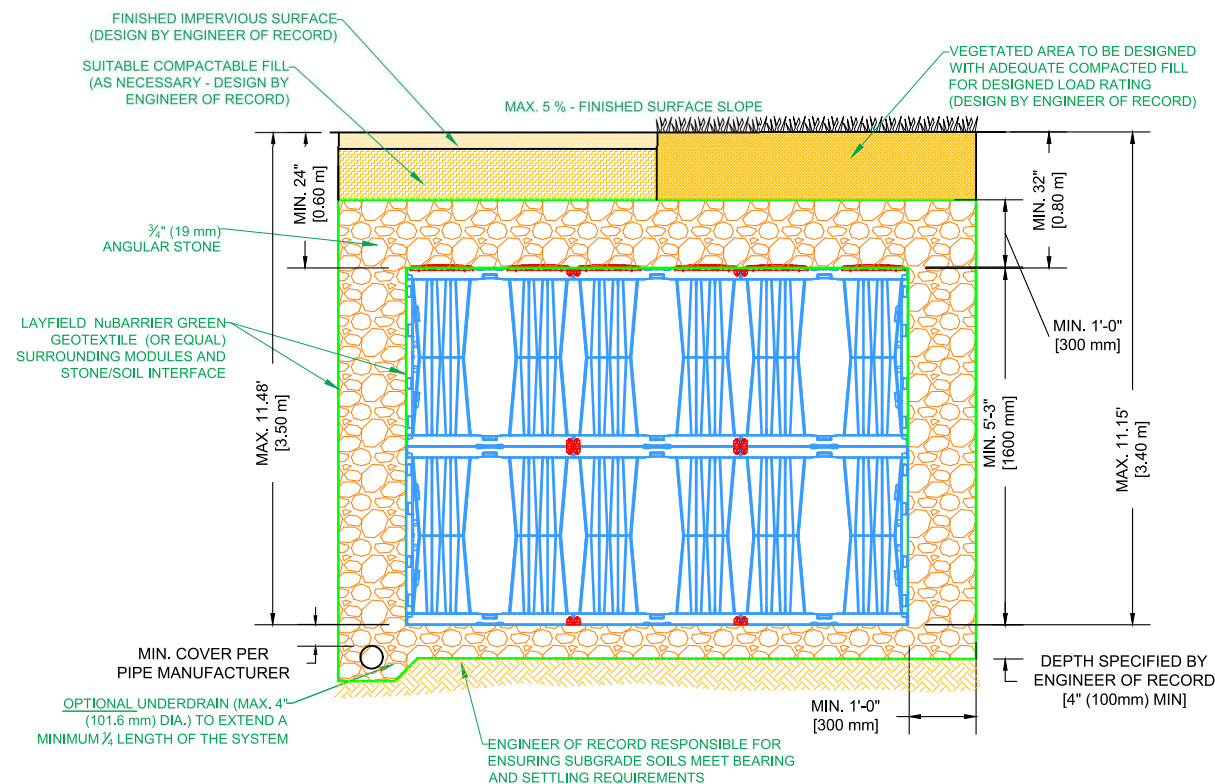 FINISHED IMPERVIOUS SURFACE
(DESIGN BY ENGINEER OF RECORD)
SUITABLE COMPACTABLE FILL
(AS NECESSARY - DESIGN BY
ENGINEER OF RECORD)
MAX. 5 % - FINISHED SURFACE SLOPE
VEGETATED AREA TO BE DESIGNED
WITH ADEQUATE COMPACTED FILL
FOR DESIGNED LOAD RATING
(DESIGN BY ENGINEER OF RECORD)
MIN. 24"
[0.60 m]
MIN. 32"
[0.80 m]
¾" (19 mm)
ANGULAR STONE
LAYFIELD NuBARRIER GREEN
GEOTEXTILE (OR EQUAL)
SURROUNDING MODULES AND
STONE/SOIL INTERFACE
MIN. 1'-0"
[300 mm]
MAX. 11.48'
[3.50 m]
MIN. 5'-3"
[1600 mm]
MAX. 11.15'
[3.40 m]
MIN. COVER PER
PIPE MANUFACTURER
OPTIONAL UNDERDRAIN (MAX. 4"
(101.6 mm) DIA.) TO EXTEND A
MINIMUM ¼ LENGTH OF THE SYSTEM
DEPTH SPECIFIED BY
ENGINEER OF RECORD
[4" (100mm) MIN]
MIN. 1'-0"
[300 mm]
ENGINEER OF RECORD RESPONSIBLE FOR
ENSURING SUBGRADE SOILS MEET BEARING
AND SETTLING REQUIREMENTS